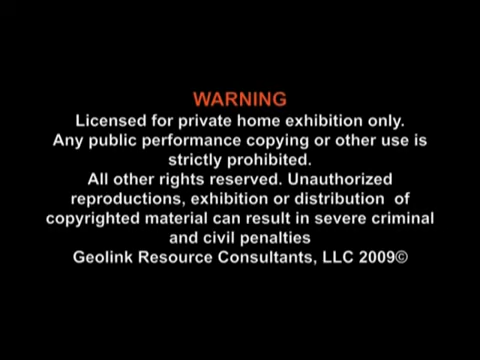 WARNING
Licensed for private home exhibition only.
Any public performance copying or other use is
strictly prohibited.
All other rights reserved. Unauthorized
reproductions, exhibition or distribution of
copyrighted material can result in severe criminal
and civil penalties
Geolink Resource Consultants, LLC 2009©